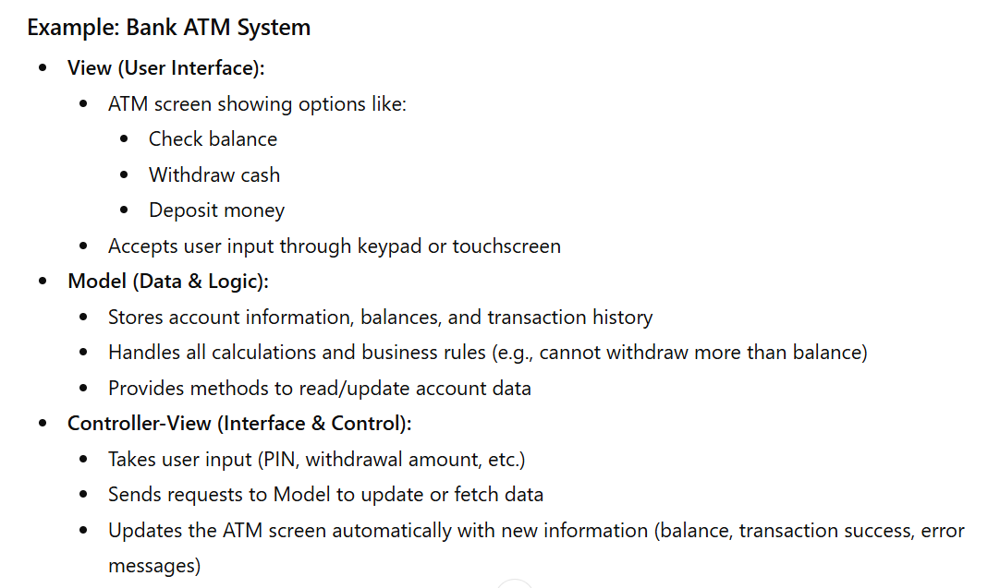 Example: Bank ATM System
• View (User Interface):
• ATM screen showing options like:
• Check balance
• Withdraw cash
• Deposit money
• Accepts user input through keypad or touchscreen
• Model (Data & Logic):
• Stores account information, balances, and transaction history
• Handles all calculations and business rules (e.g., cannot withdraw more than balance)
• Provides methods to read/update account data
• Controller-View (Interface & Control):
• Takes user input (PIN, withdrawal amount, etc.)
• Sends requests to Model to update or fetch data
• Updates the ATM screen automatically with new information (balance, transaction success, error
messages)